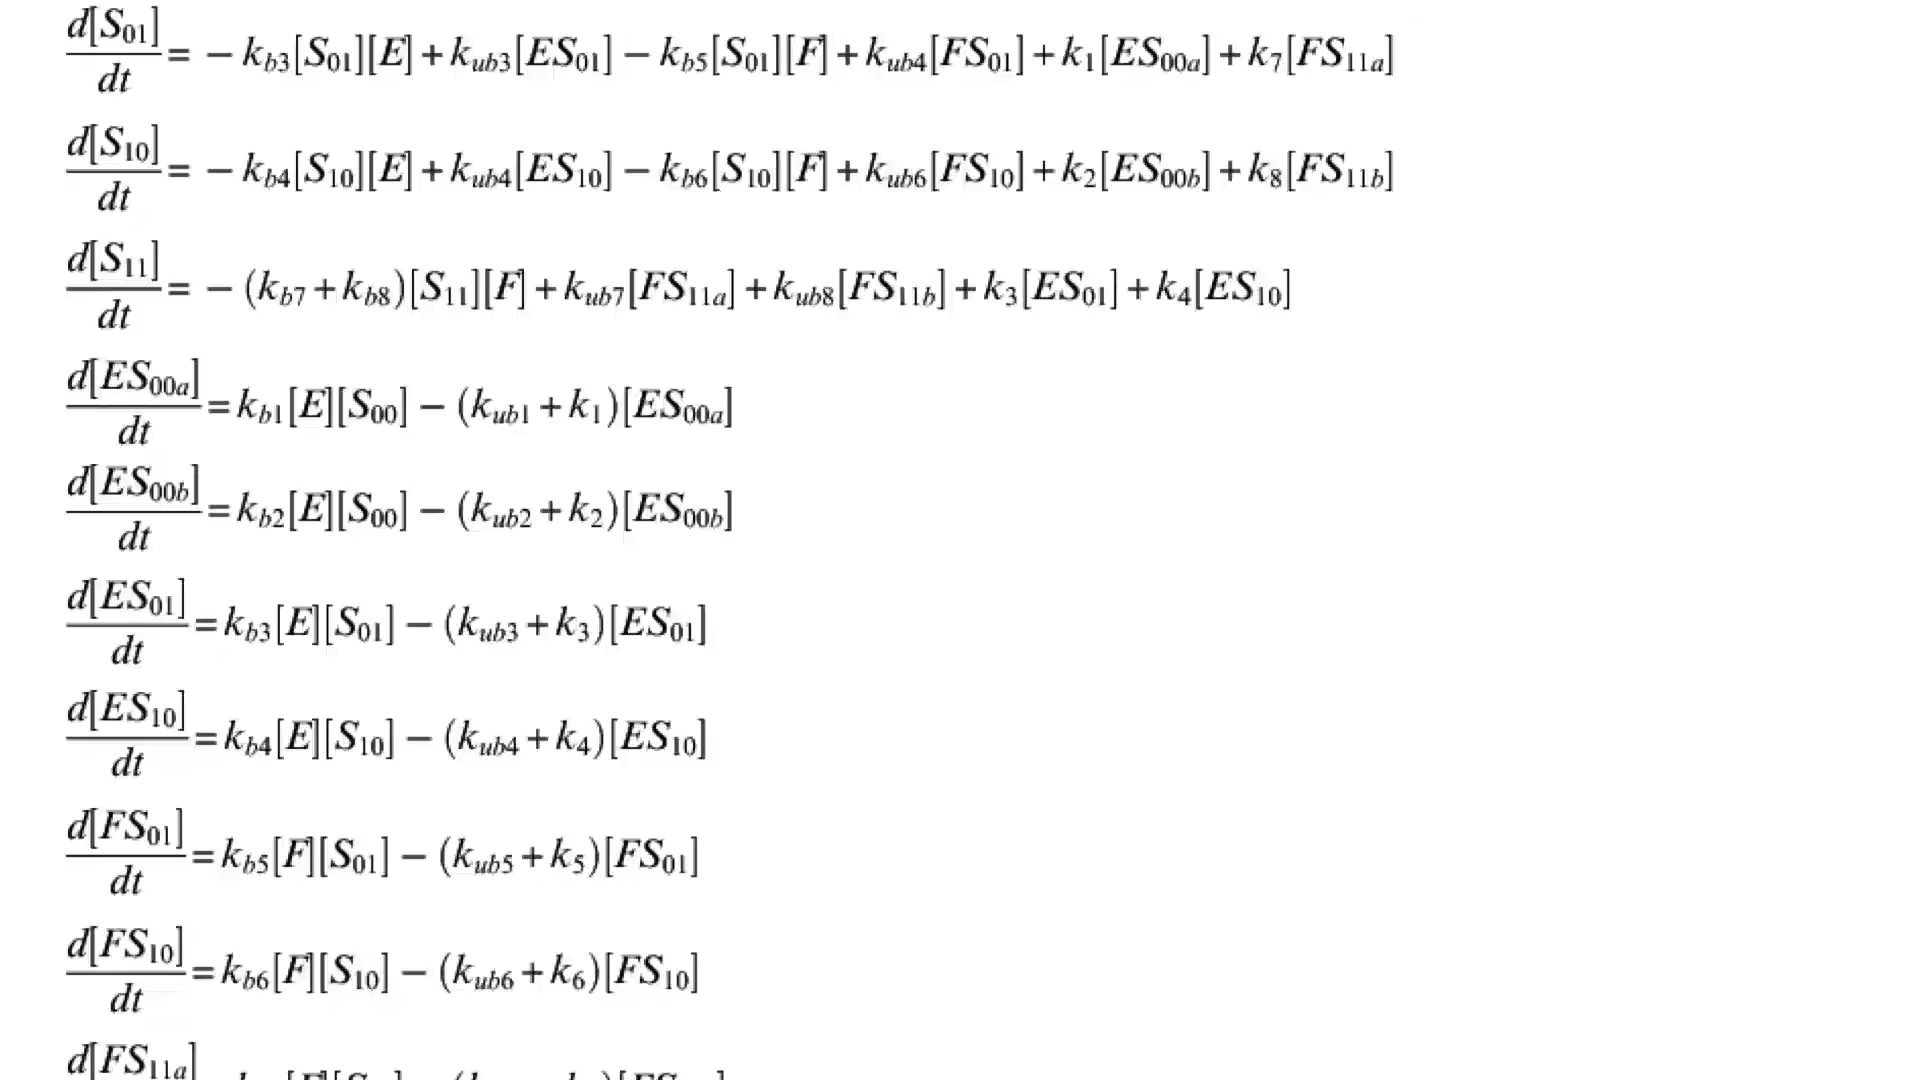 d[S01]/dt = − kb3[S01][E] + kub3[ES01] − kb5[S01][F] + kub4[FS01] + k1[ES00a] + k7[FS11a]
d[S10]/dt = − kb4[S10][E] + kub4[ES10] − kb6[S10][F] + kub6[FS10] + k2[ES00b] + k8[FS11b]
d[S11]/dt = − (kb7 + kb8)[S11][F] + kub7[FS11a] + kub8[FS11b] + k3[ES01] + k4[ES10]
d[ES00a]/dt = kb1[E][S00] − (kub1 + k1)[ES00a]
d[ES00b]/dt = kb2[E][S00] − (kub2 + k2)[ES00b]
d[ES01]/dt = kb3[E][S01] − (kub3 + k3)[ES01]
d[ES10]/dt = kb4[E][S10] − (kub4 + k4)[ES10]
d[FS01]/dt = kb5[F][S01] − (kub5 + k5)[FS01]
d[FS10]/dt = kb6[F][S10] − (kub6 + k6)[FS10]
d[FS11a]